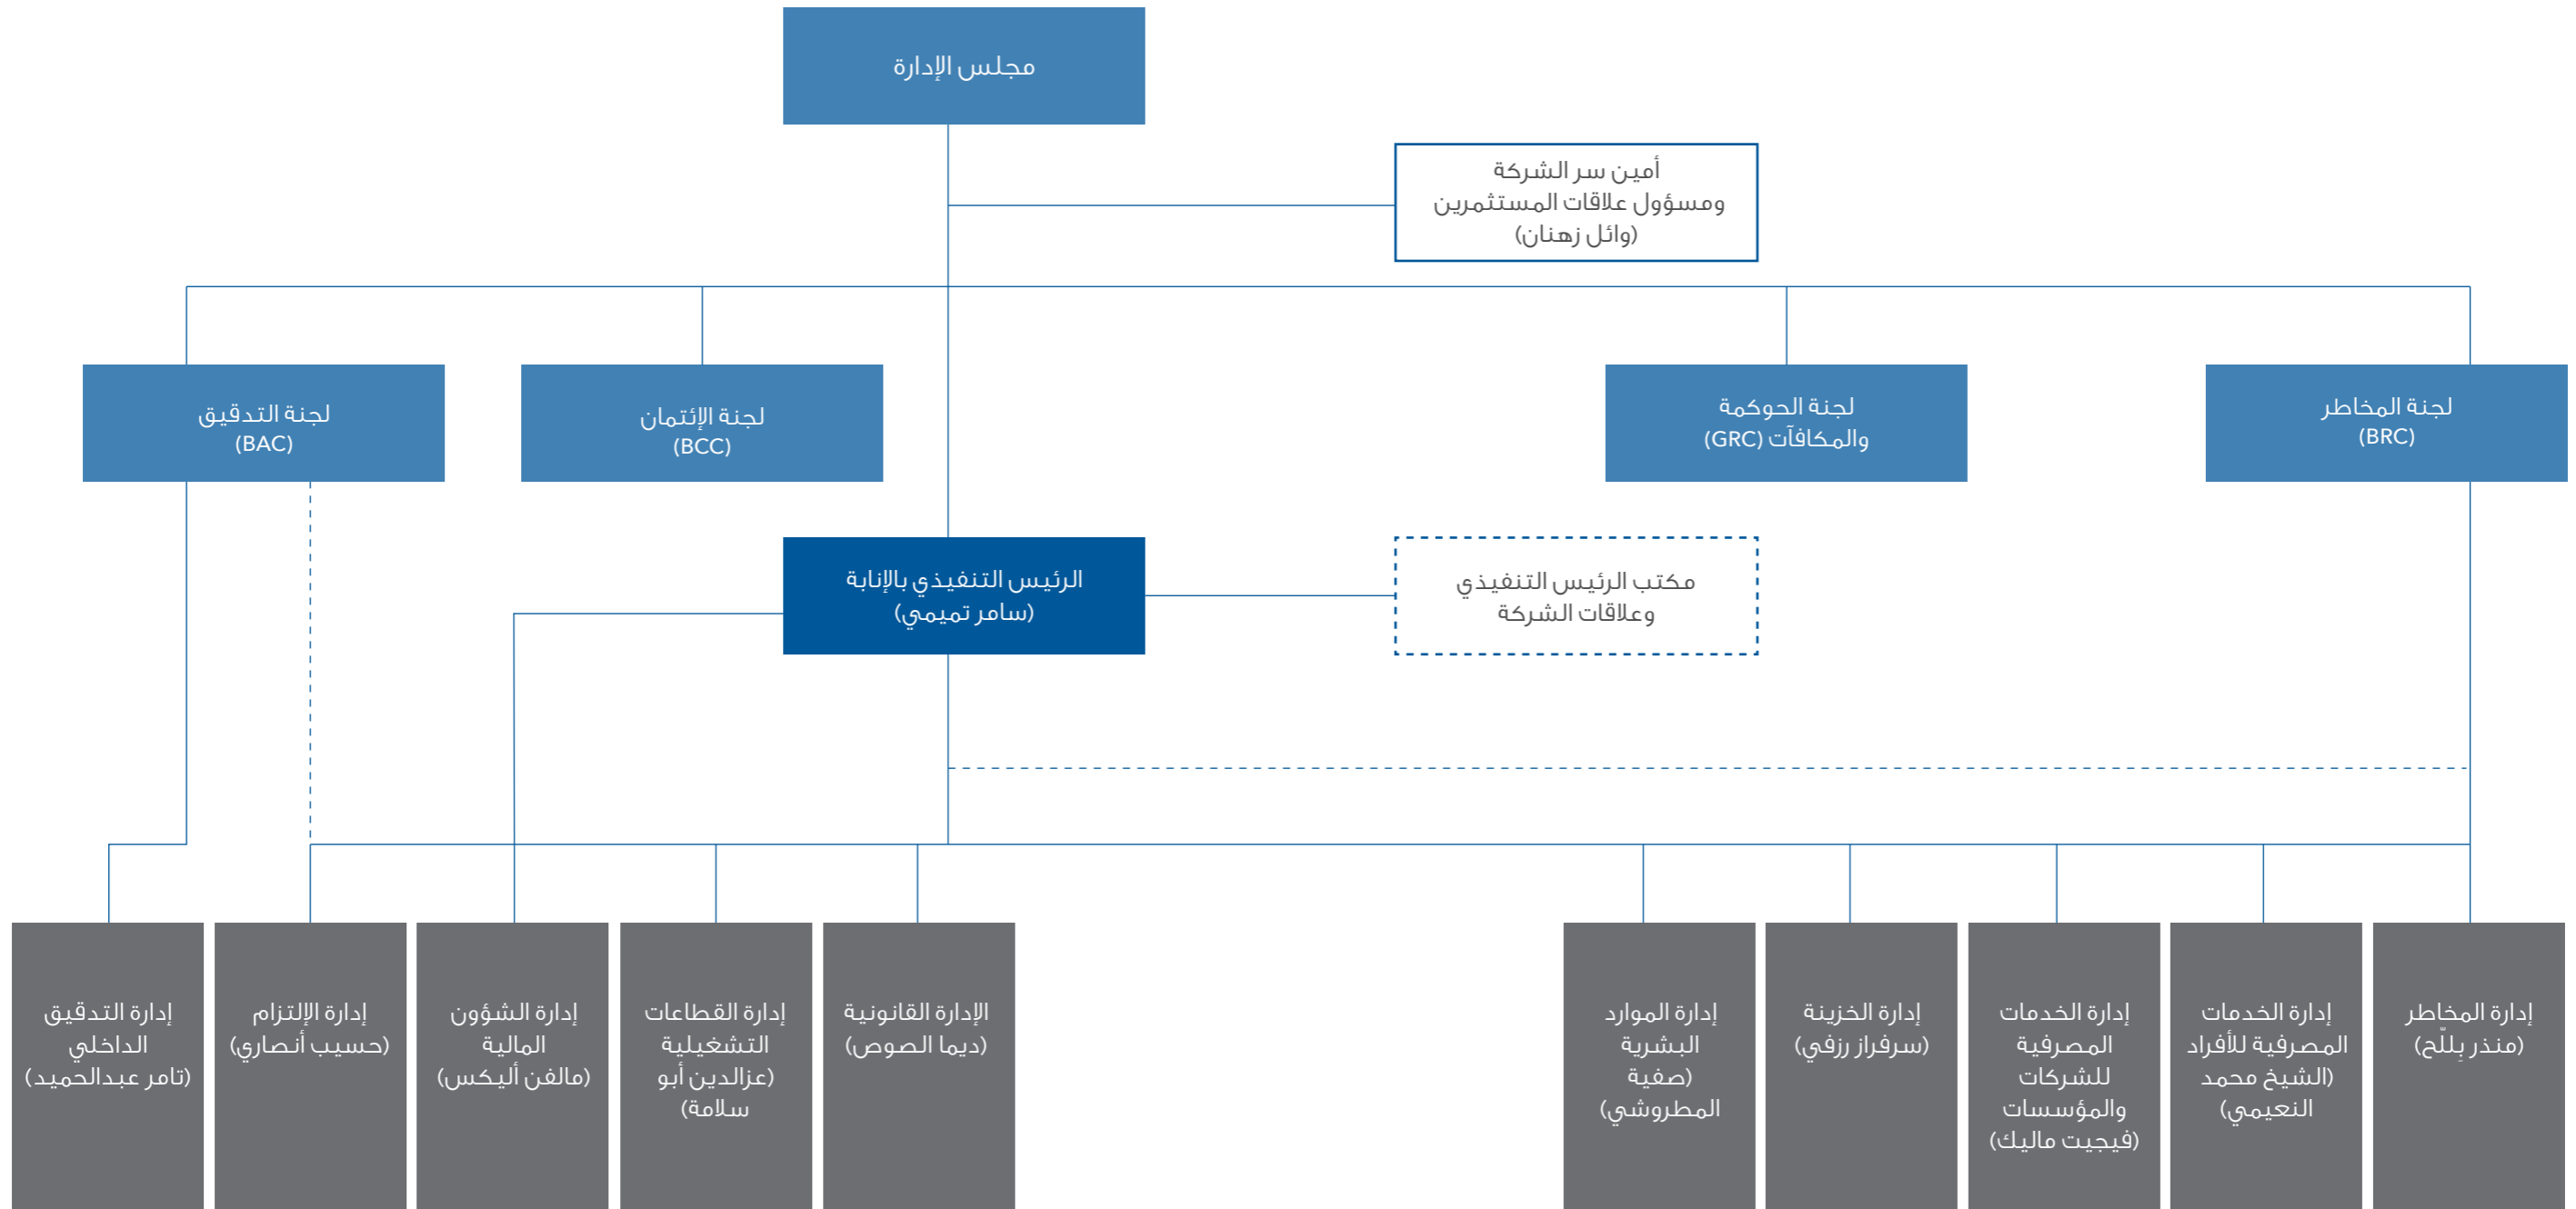 مجلس الإدارة
أمين سر الشركة
ومسؤول علاقات المستثمرين
(وائل زهنان)
لجنة المخاطر
(BRC)
لجنة الحوكمة
والمكافآت (GRC)
لجنة الإئتمان
(BCC)
لجنة التدقيق
(BAC)
مكتب الرئيس التنفيذي
وعلاقات الشركة
الرئيس التنفيذي بالإنابة
(سامر تميمي)
إدارة المخاطر
(منذر بِللّح)
إدارة الخدمات
المصرفية للأفراد
(الشيخ محمد
النعيمي)
إدارة الخدمات
المصرفية
للشركات
والمؤسسات
(فيجيت ماليك)
إدارة الخزينة
(سرفراز رزفي)
إدارة الموارد
البشرية
(صفية
المطروشي)
الإدارة القانونية
(ديما الصوص)
إدارة القطاعات
التشغيلية
(عزالدين أبو
سلامة)
إدارة الشؤون
المالية
(مالفن أليكس)
إدارة الإلتزام
(حسيب أنصاري)
إدارة التدقيق
الداخلي
(تامر عبدالحميد)